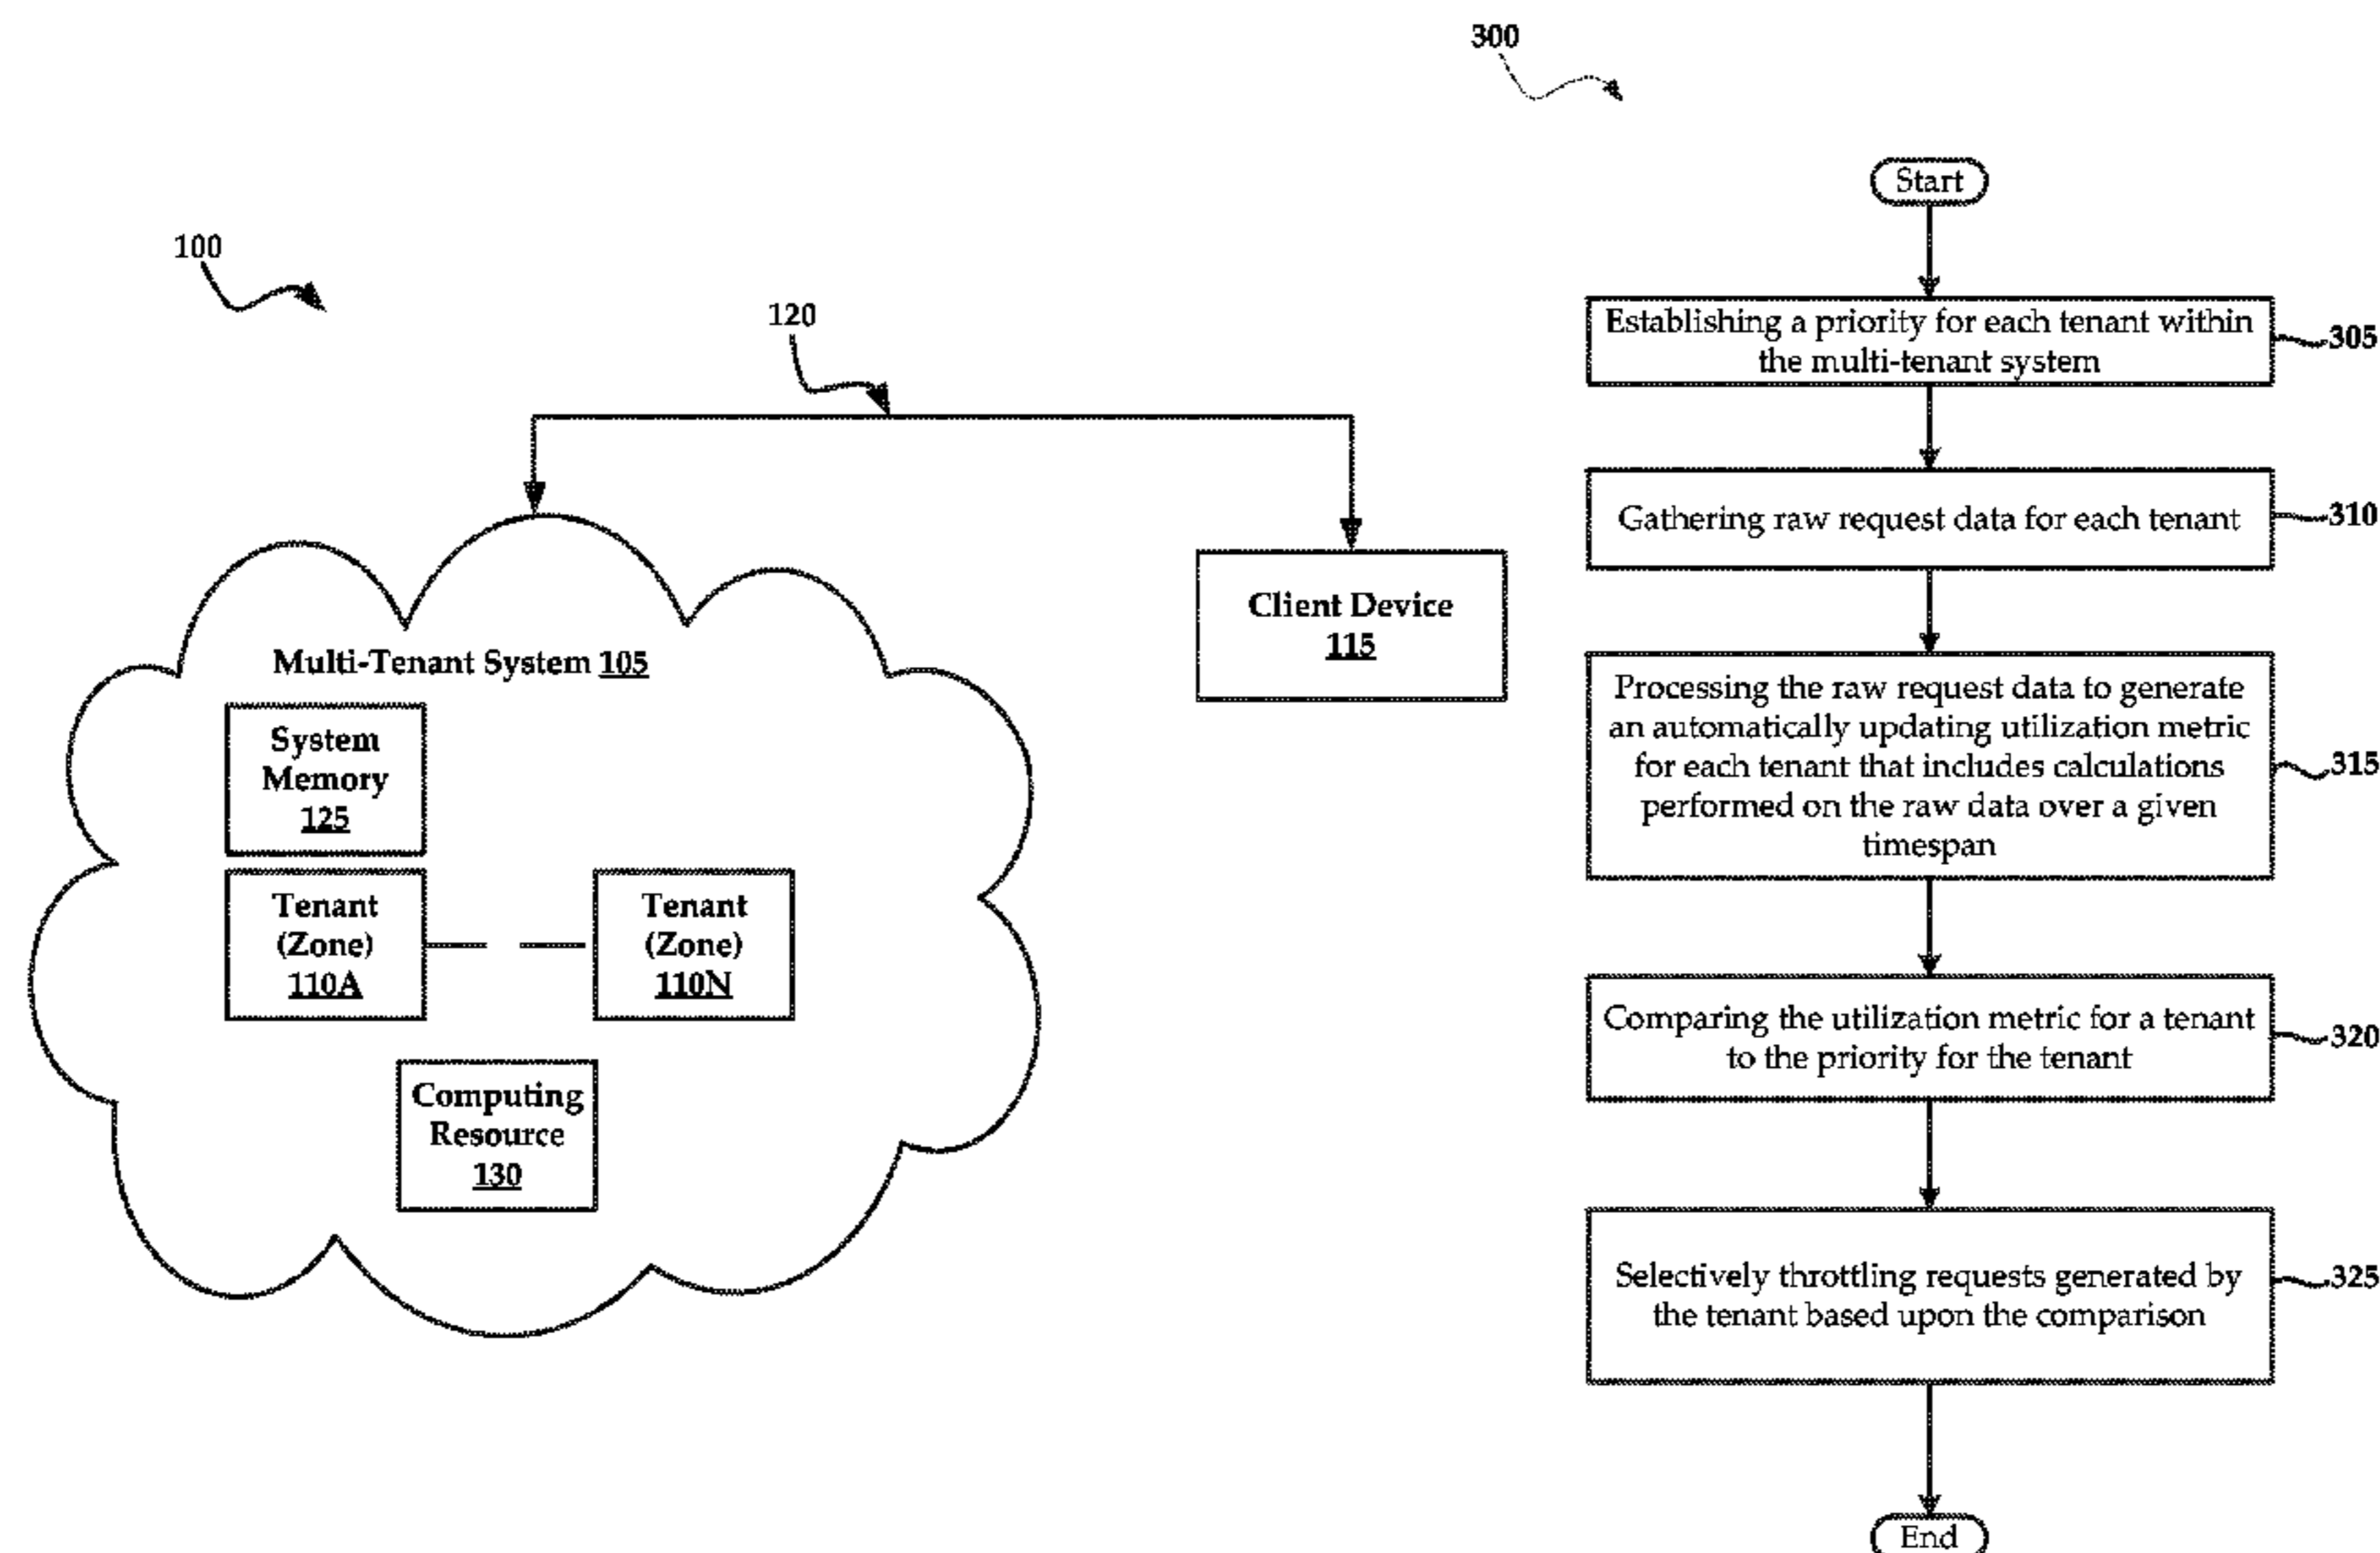 100
120
Multi-Tenant System 105
System
Memory
125
Tenant
(Zone)
110A
Tenant
(Zone)
110N
Computing
Resource
130
Client Device
115
300
Start
Establishing a priority for each tenant within
the multi-tenant system
305
Gathering raw request data for each tenant
310
Processing the raw request data to generate
an automatically updating utilization metric
for each tenant that includes calculations
performed on the raw data over a given
timespan
315
Comparing the utilization metric for a tenant
to the priority for the tenant
320
Selectively throttling requests generated by
the tenant based upon the comparison
325
End